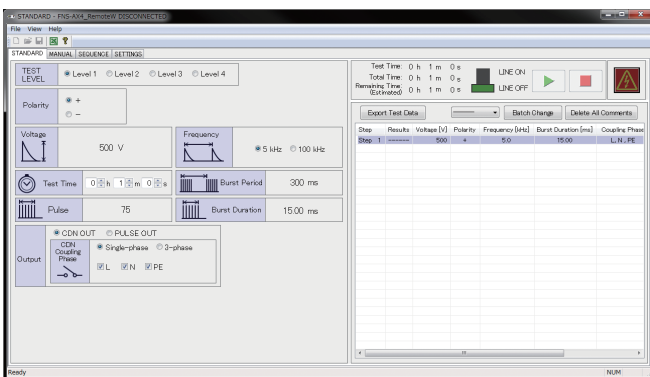 STANDARD - FNS-AX4_RemoteW DISCONNECTED
File View Help
STANDARD MANUAL SEQUENCE SETTINGS
TEST LEVEL
Level 1 Level 2 Level 3 Level 4
Polarity
+
-
Voltage
500 V
Frequency
5 kHz 100 kHz
Test Time 0 h 1 m 0 s
Burst Period 300 ms
Pulse 75
Burst Duration 15.00 ms
Output
CDN OUT PULSE OUT
CDN Coupling Phase
Single-phase 3-phase
L N PE
Test Time: 0 h 1 m 0 s
Total Time: 0 h 1 m 0 s
Remaining Time: (Estimated) 0 h 1 m 0 s
LINE ON
LINE OFF
Export Test Data -------- Batch Change Delete All Comments
Step Results Voltage [V] Polarity Frequency [kHz] Burst Duration [ms] Coupling Phase
Step 1 ------ 500 + 5.0 15.00 L, N , PE
Ready NUM